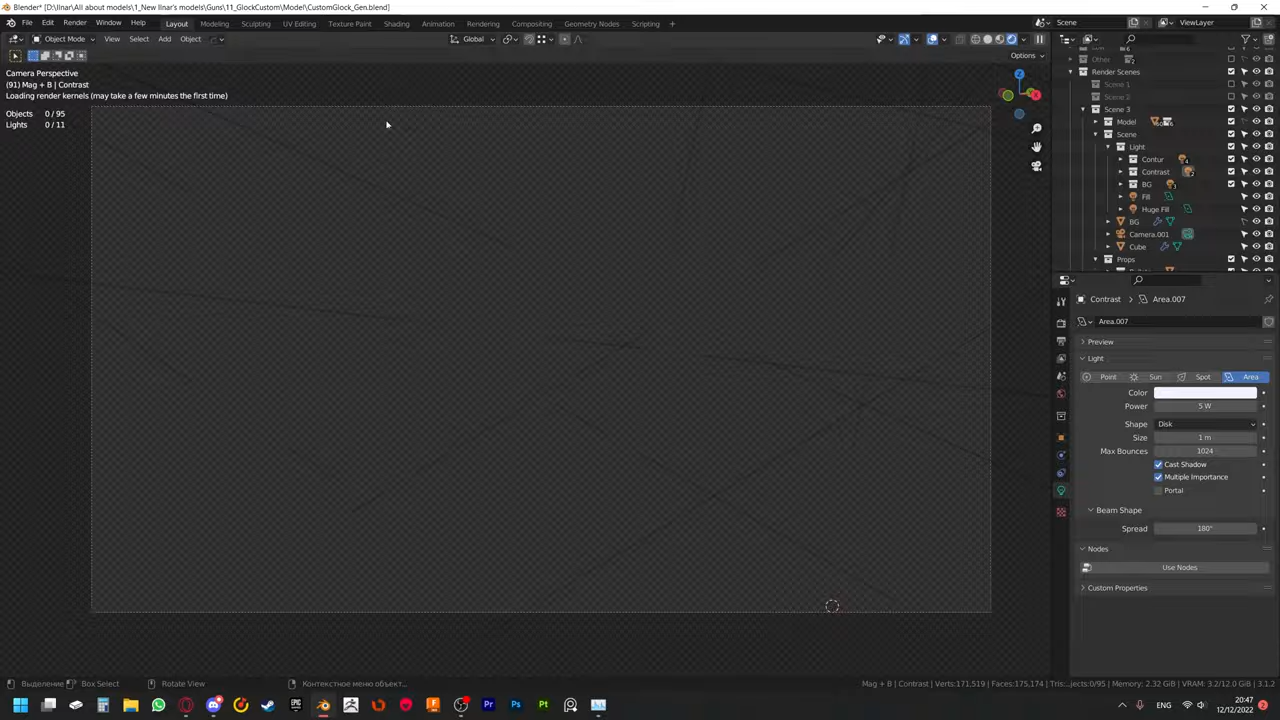 Blender* [D:\Ilnar\All about models\1_New Ilnar's models\Guns\11_GlockCustom\Model\CustomGlock_Gen.blend]
File Edit Render Window Help Layout Modeling Sculpting UV Editing Texture Paint Shading Animation Rendering Compositing Geometry Nodes Scripting + Scene ViewLayer
Object Mode View Select Add Object Global
Options
Camera Perspective
(91) Mag + B | Contrast
Loading render kernels (may take a few minutes the first time)
Objects 0 / 95
Lights 0 / 11
Z
Other
Render Scenes
Scene 1
Scene 2
Scene 3
Model
Scene
Light
Contur
Contrast
BG
Fill
Huge Fill
BG
Camera.001
Cube
Props
Contrast > Area.007
Area.007
Preview
Light
Point Sun Spot Area
Color
Power 5 W
Shape Disk
Size 1 m
Max Bounces 1024
Cast Shadow
Multiple Importance
Portal
Beam Shape
Spread 180°
Nodes
Use Nodes
Custom Properties
Выделение Box Select Rotate View Контекстное меню объект... Mag + B | Contrast | Verts:171,519 | Faces:175,174 | Tris:...jects:0/95 | Memory: 2.32 GiB | VRAM: 3.2/12.0 GiB | 3.1.2
ENG 20:47
12/12/2022